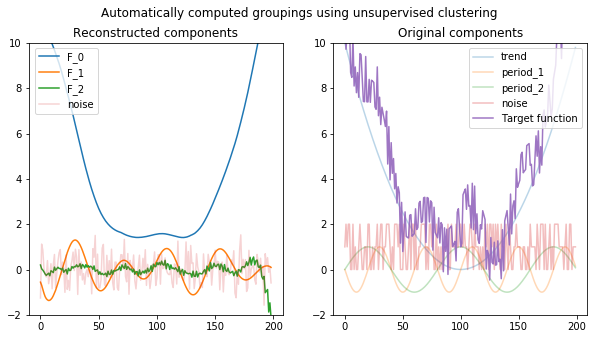 Automatically computed groupings using unsupervised clustering
Reconstructed components
10
8
6
4
2
0
−2
0
50
100
150
200
F_0
F_1
F_2
noise
Original components
10
8
6
4
2
0
−2
0
50
100
150
200
trend
period_1
period_2
noise
Target function